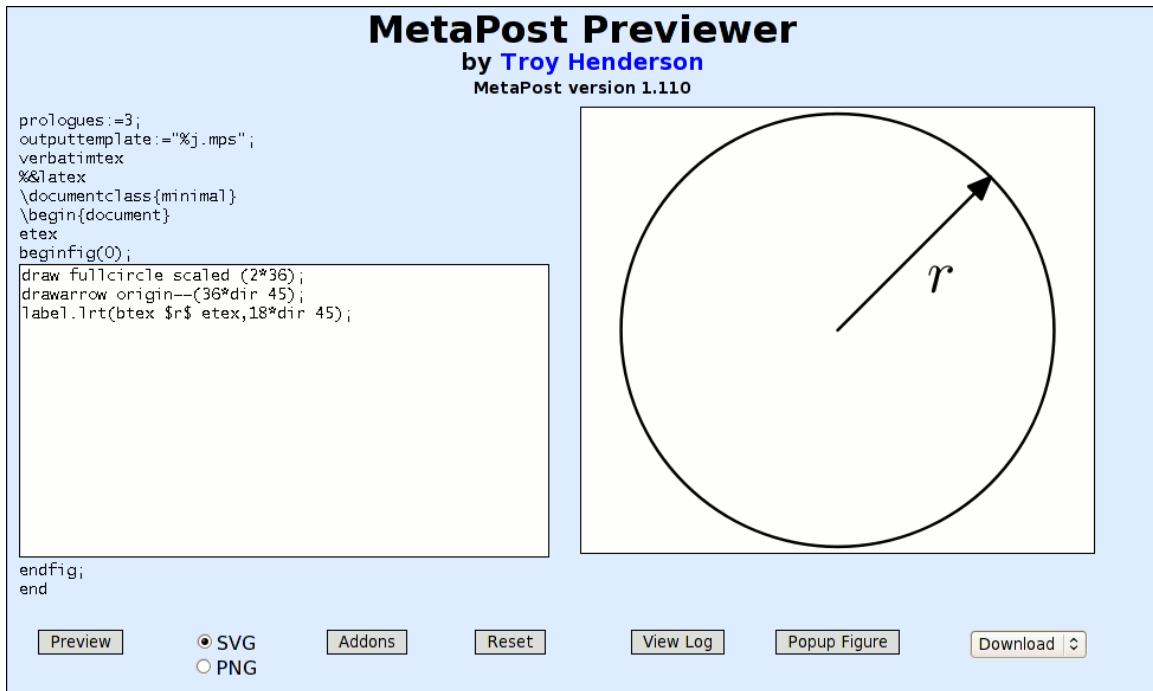 MetaPost Previewer
by Troy Henderson
MetaPost version 1.110
prologues:=3;
outputtemplate:="%j.mps";
verbatimtex
%&latex
\documentclass{minimal}
\begin{document}
etex
beginfig(0);
draw fullcircle scaled (2*36);
drawarrow origin--(36*dir 45);
label.lrt(btex $r$ etex,18*dir 45);
endfig;
end
r
Preview
SVG
PNG
Addons
Reset
View Log
Popup Figure
Download